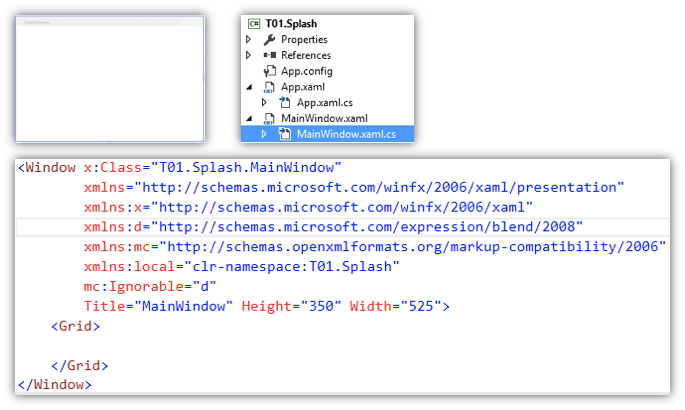 MainWindow
T01.Splash
Properties
References
App.config
App.xaml
App.xaml.cs
MainWindow.xaml
MainWindow.xaml.cs
<Window x:Class="T01.Splash.MainWindow"
xmlns="http://schemas.microsoft.com/winfx/2006/xaml/presentation"
xmlns:x="http://schemas.microsoft.com/winfx/2006/xaml"
xmlns:d="http://schemas.microsoft.com/expression/blend/2008"
xmlns:mc="http://schemas.openxmlformats.org/markup-compatibility/2006"
xmlns:local="clr-namespace:T01.Splash"
mc:Ignorable="d"
Title="MainWindow" Height="350" Width="525">
<Grid>
</Grid>
</Window>